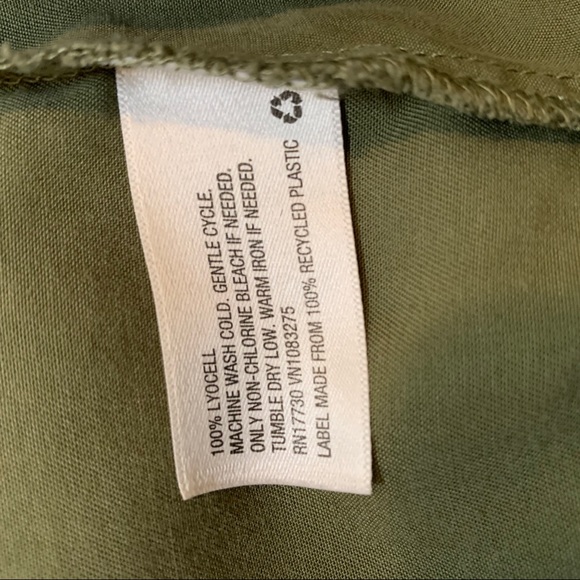 100% LYOCELL
MACHINE WASH COLD. GENTLE CYCLE.
ONLY NON-CHLORINE BLEACH IF NEEDED.
TUMBLE DRY LOW. WARM IRON IF NEEDED.
RN17730 VN1083275
LABEL MADE FROM 100% RECYCLED PLASTIC